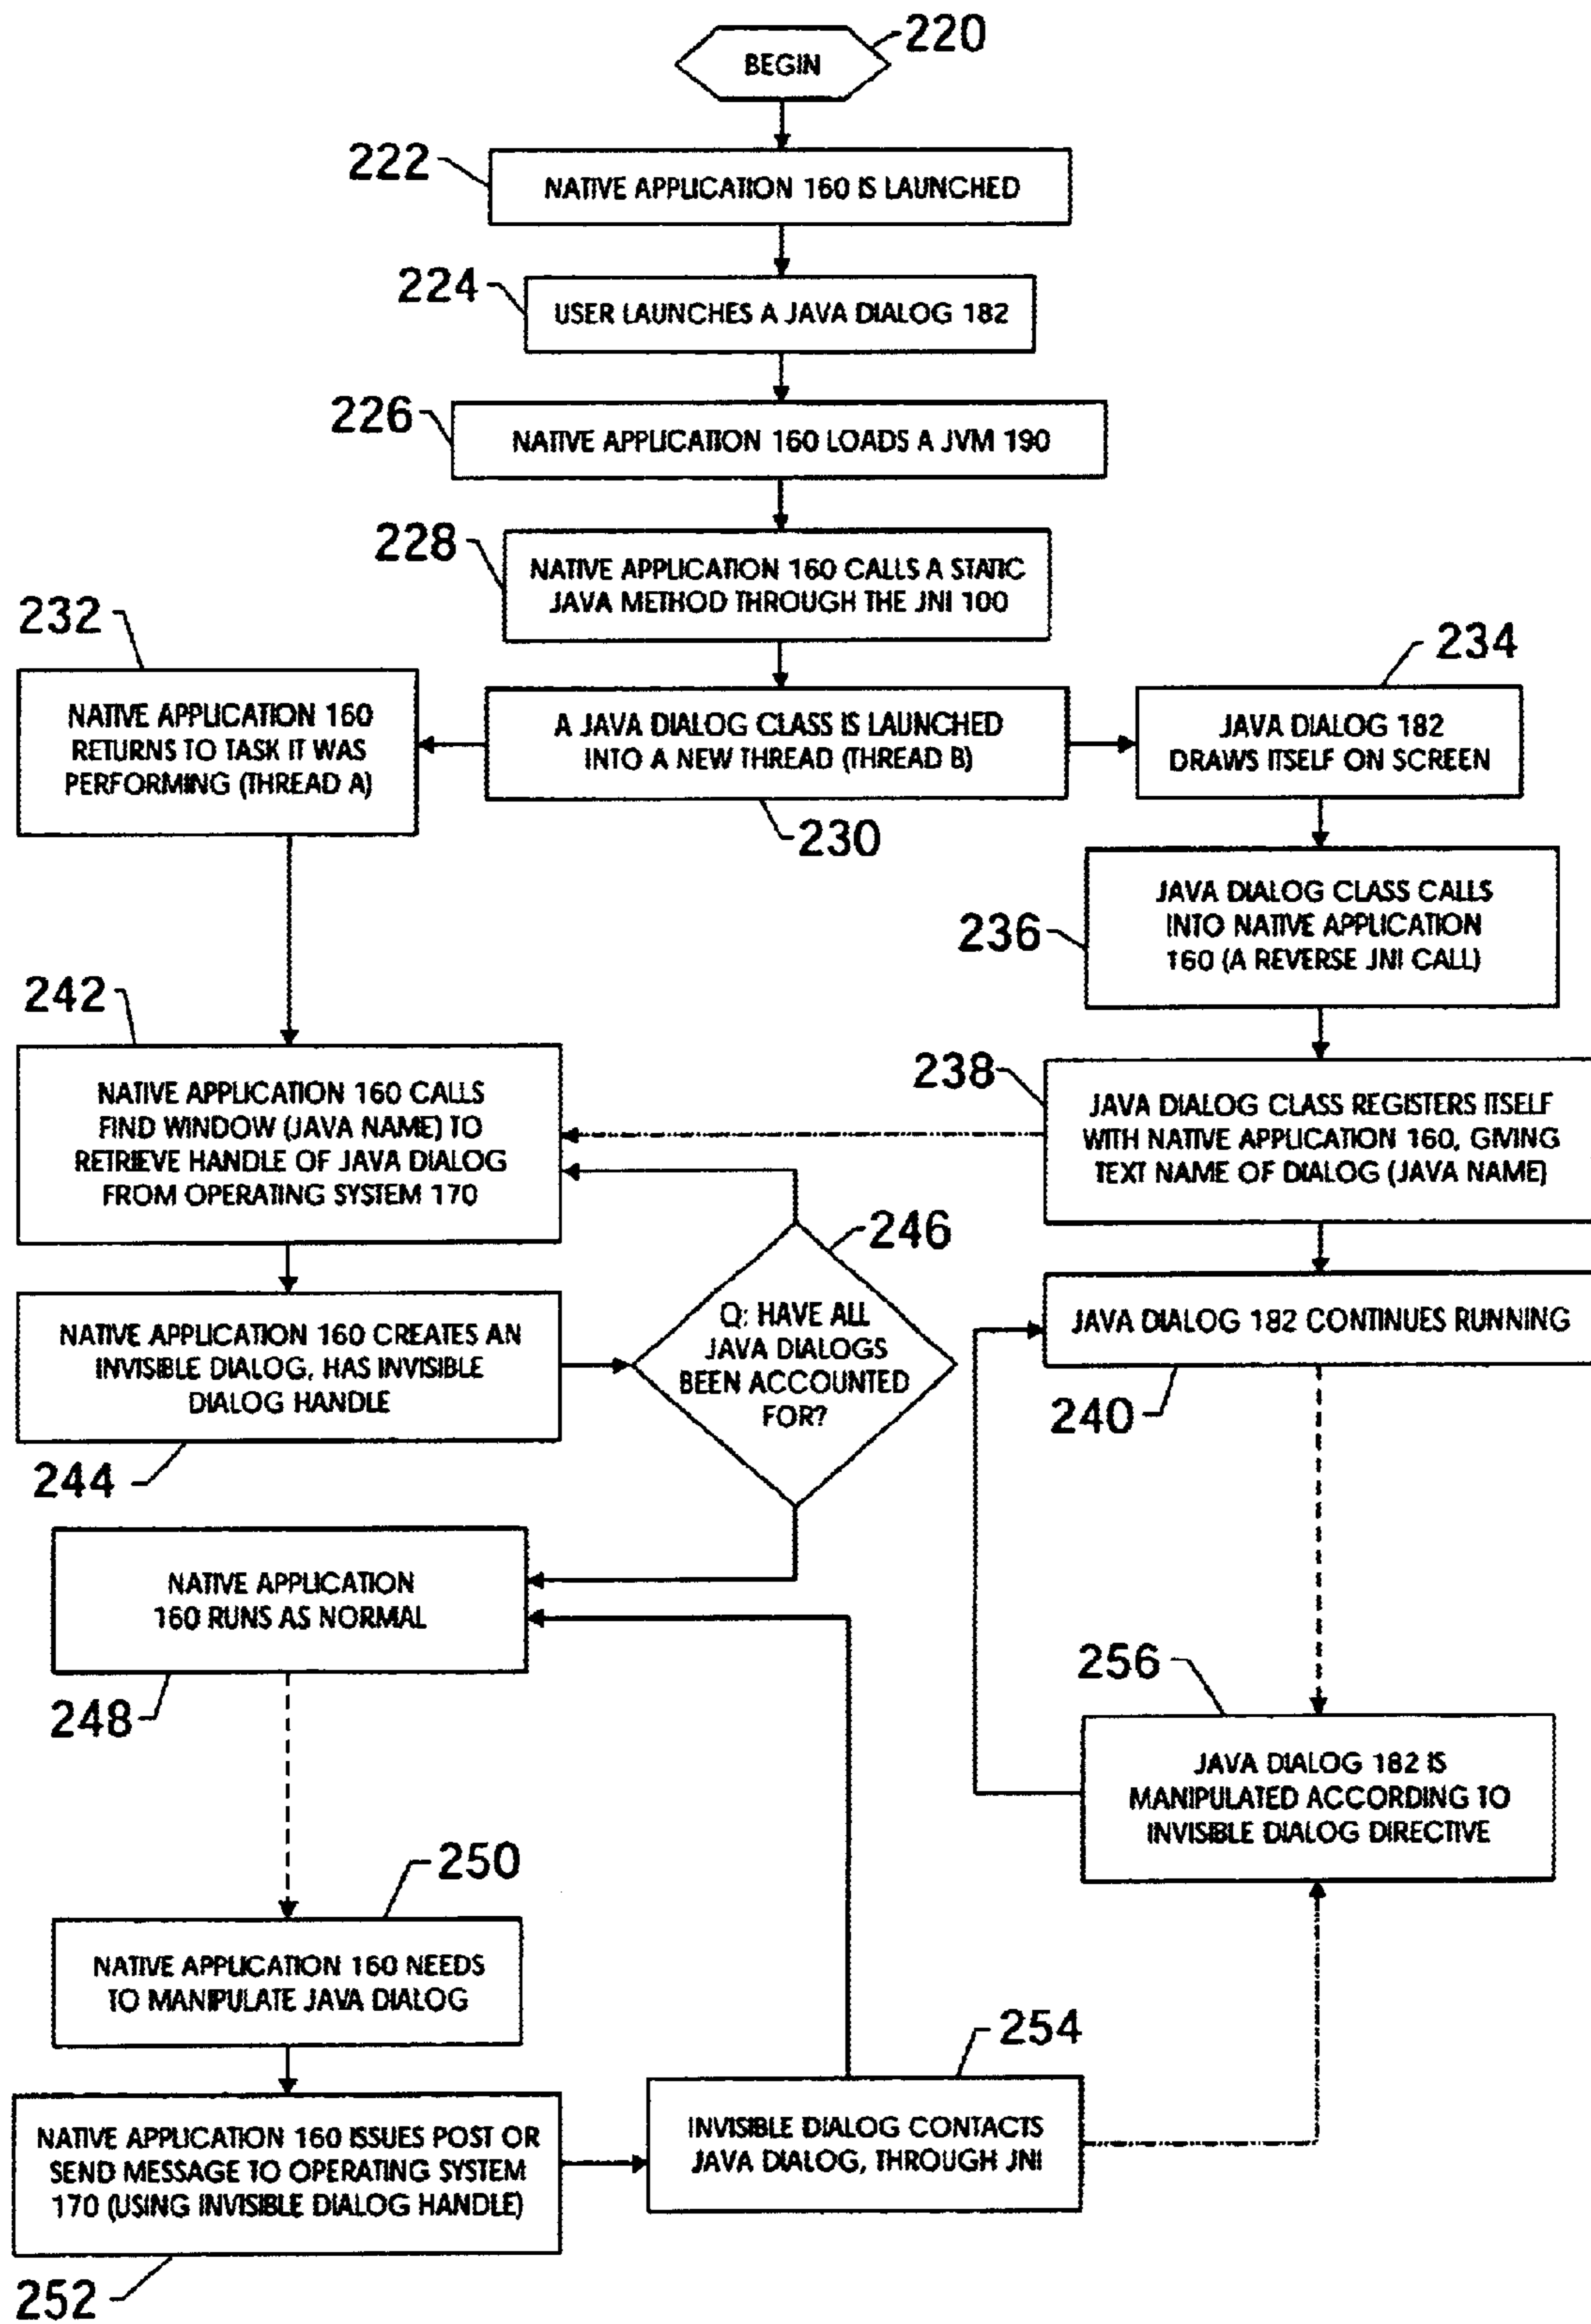 220
BEGIN
222
NATIVE APPLICATION 160 IS LAUNCHED
224
USER LAUNCHES A JAVA DIALOG 182
226
NATIVE APPLICATION 160 LOADS A JVM 190
228
NATIVE APPLICATION 160 CALLS A STATIC
JAVA METHOD THROUGH THE JNI 100
232
NATIVE APPLICATION 160
RETURNS TO TASK IT WAS
PERFORMING (THREAD A)
A JAVA DIALOG CLASS IS LAUNCHED
INTO A NEW THREAD (THREAD B)
230
234
JAVA DIALOG 182
DRAWS ITSELF ON SCREEN
236
JAVA DIALOG CLASS CALLS
INTO NATIVE APPLICATION
160 (A REVERSE JNI CALL)
242
NATIVE APPLICATION 160 CALLS
FIND WINDOW (JAVA NAME) TO
RETRIEVE HANDLE OF JAVA DIALOG
FROM OPERATING SYSTEM 170
238
JAVA DIALOG CLASS REGISTERS ITSELF
WITH NATIVE APPLICATION 160, GIVING
TEXT NAME OF DIALOG (JAVA NAME)
246
Q: HAVE ALL
JAVA DIALOGS
BEEN ACCOUNTED
FOR?
NATIVE APPLICATION 160 CREATES AN
INVISIBLE DIALOG, HAS INVISIBLE
DIALOG HANDLE
244
JAVA DIALOG 182 CONTINUES RUNNING
240
NATIVE APPLICATION
160 RUNS AS NORMAL
248
256
JAVA DIALOG 182 IS
MANIPULATED ACCORDING TO
INVISIBLE DIALOG DIRECTIVE
250
NATIVE APPLICATION 160 NEEDS
TO MANIPULATE JAVA DIALOG
254
INVISIBLE DIALOG CONTACTS
JAVA DIALOG, THROUGH JNI
NATIVE APPLICATION 160 ISSUES POST OR
SEND MESSAGE TO OPERATING SYSTEM
170 (USING INVISIBLE DIALOG HANDLE)
252